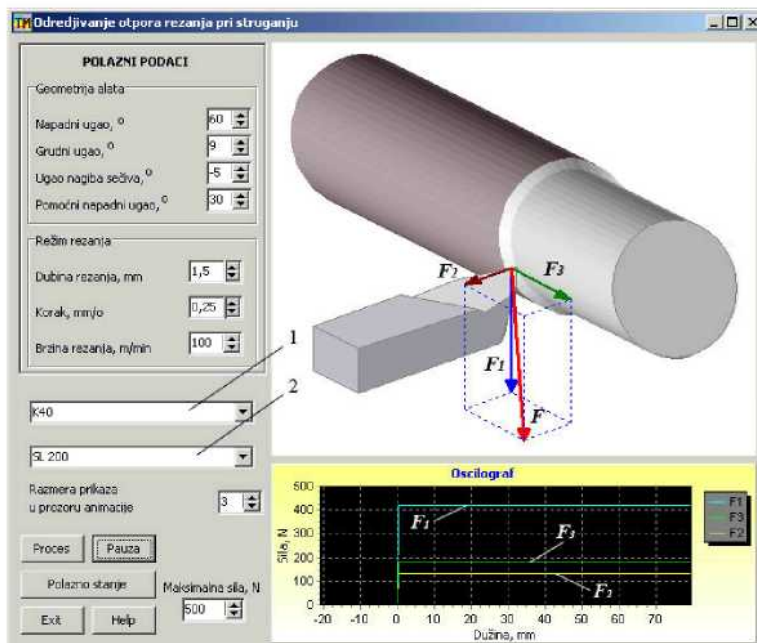 Odredjivanje otpora rezanja pri struganju
POLAZNI PODACI
Geometrija alata
Napadni ugao, º 60
Grudni ugao, º 9
Ugao nagiba sečiva, º -5
Pomoćni napadni ugao, º 30
Režim rezanja
Dubina rezanja, mm 1,5
Korak, mm/o 0,25
Brzina rezanja, m/min 100
1
K40
2
SL 200
Razmera prikaza
u prozoru animacije 3
Proces Pauza
Polazno stanje
Maksimalna sila, N
500
Exit Help
F2 F3
F1
F
Oscilograf
Sila, N
500
400
300
200
100
0
-20 -10 0 10 20 30 40 50 60 70
Dužina, mm
F1
F3
F2
F1
F3
F2